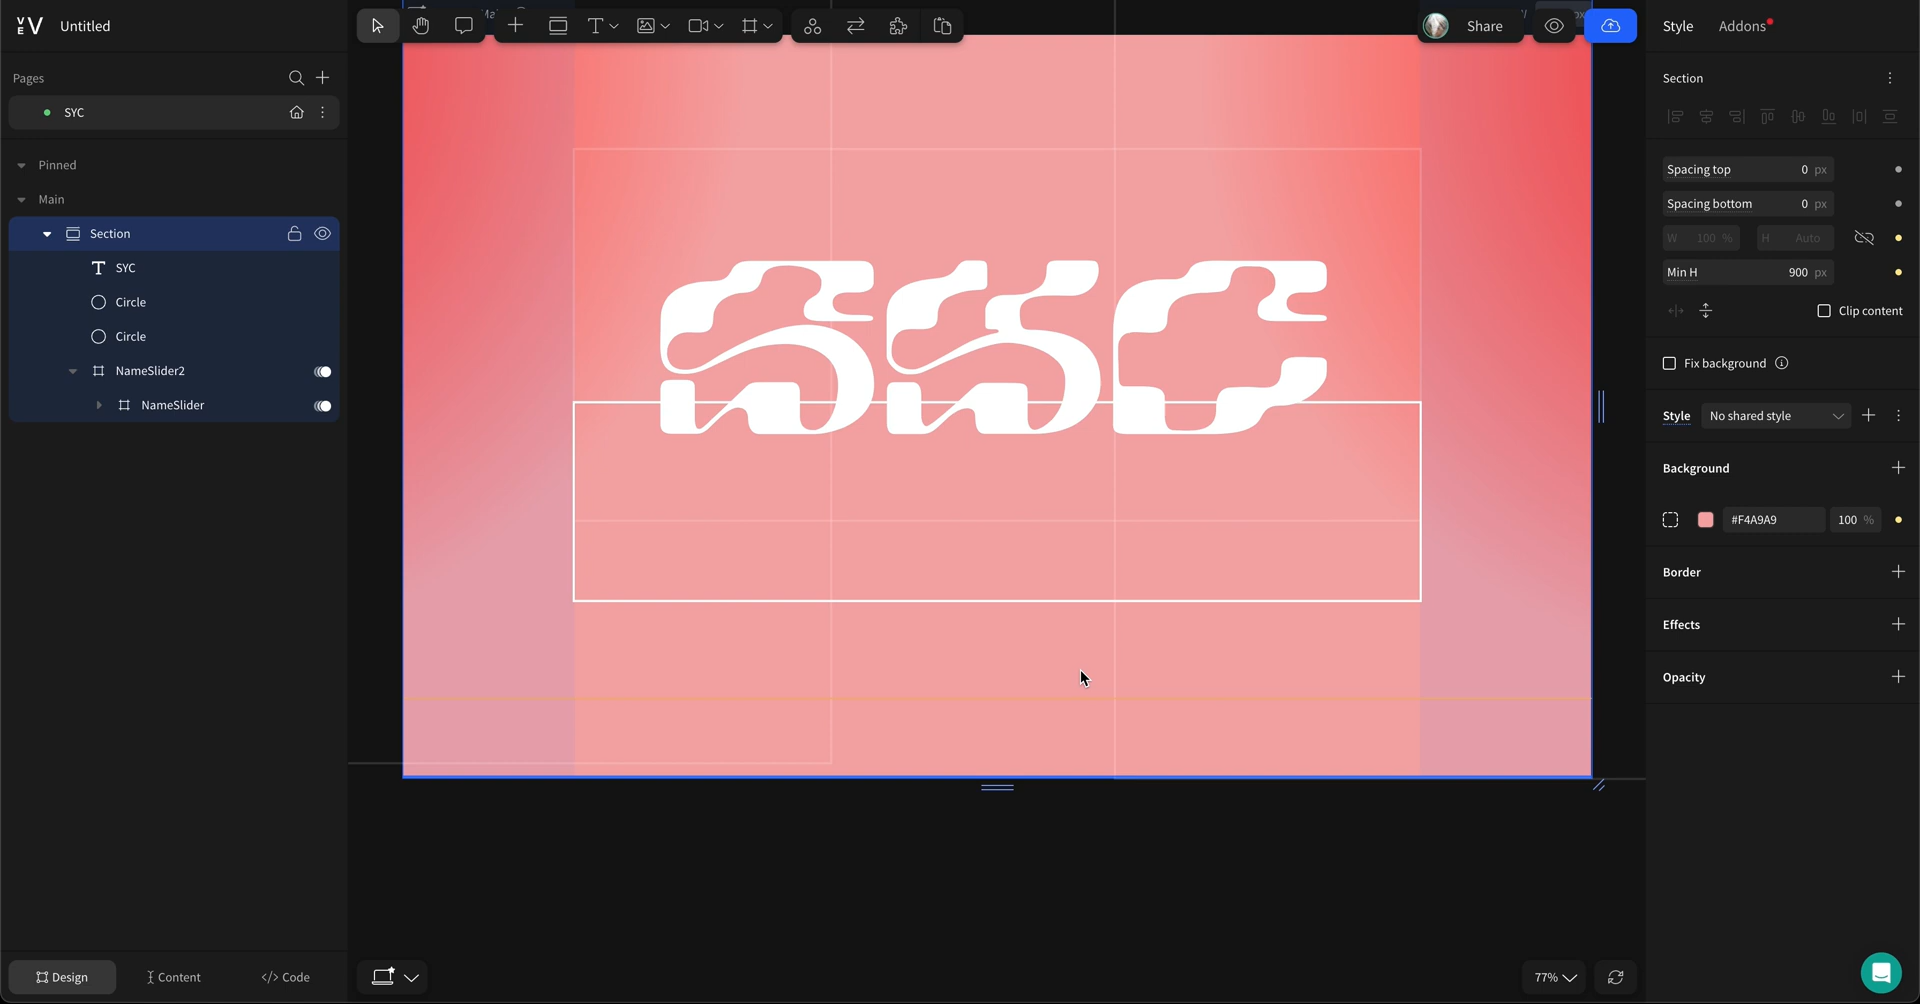 Untitled
Share
Style
Addons
Pages
SYC
Pinned
Main
Section
SYC
Circle
Circle
NameSlider2
NameSlider
SYC
Section
Spacing top 0 px
Spacing bottom 0 px
W 100 % H Auto
Min H 900 px
Clip content
Fix background
Style No shared style
Background
#F4A9A9 100 %
Border
Effects
Opacity
Design
Content
</> Code
77%